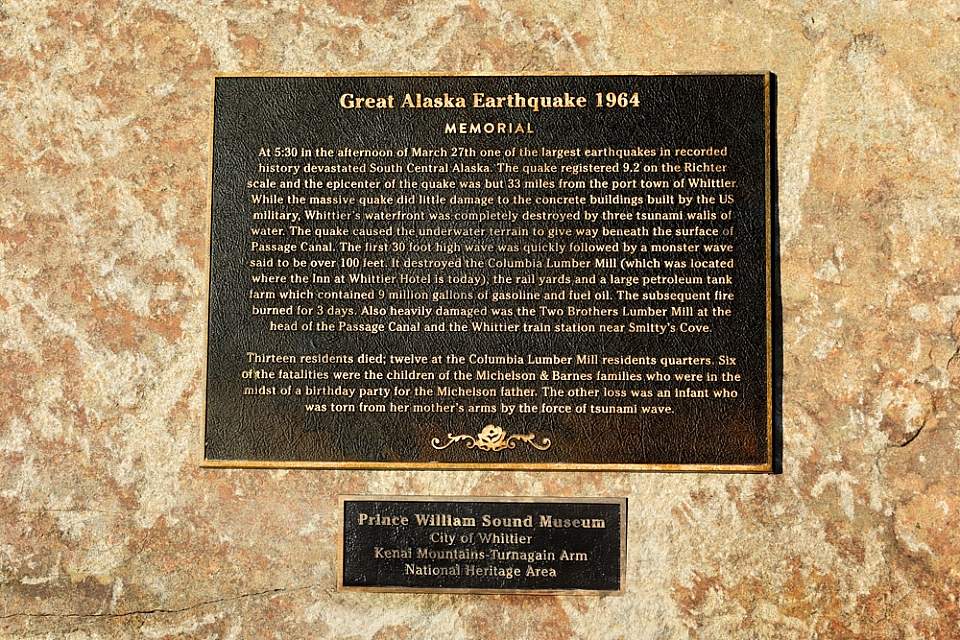 Great Alaska Earthquake 1964
MEMORIAL
At 5:30 in the afternoon of March 27th one of the largest earthquakes in recorded
history devastated South Central Alaska. The quake registered 9.2 on the Richter
scale and the epicenter of the quake was but 33 miles from the port town of Whittier.
While the massive quake did little damage to the concrete buildings built by the US
military, Whittier's waterfront was completely destroyed by three tsunami walls of
water. The quake caused the underwater terrain to give way beneath the surface of
Passage Canal. The first 30 foot high wave was quickly followed by a monster wave
said to be over 100 feet. It destroyed the Columbia Lumber Mill (which was located
where the Inn at Whittier Hotel is today), the rail yards and a large petroleum tank
farm which contained 9 million gallons of gasoline and fuel oil. The subsequent fire
burned for 3 days. Also heavily damaged was the Two Brothers Lumber Mill at the
head of the Passage Canal and the Whittier train station near Smitty's Cove.
Thirteen residents died; twelve at the Columbia Lumber Mill residents quarters. Six
of the fatalities were the children of the Michelson & Barnes families who were in the
midst of a birthday party for the Michelson father. The other loss was an infant who
was torn from her mother's arms by the force of tsunami wave.
Prince William Sound Museum
City of Whittier
Kenai Mountains-Turnagain Arm
National Heritage Area